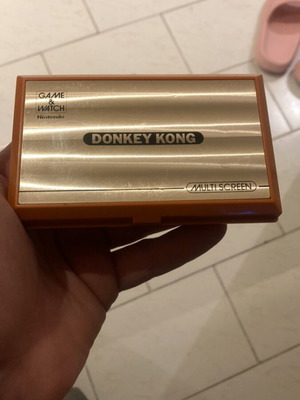 GAME
&
WATCH
Nintendo
DONKEY KONG
MULTI SCREEN